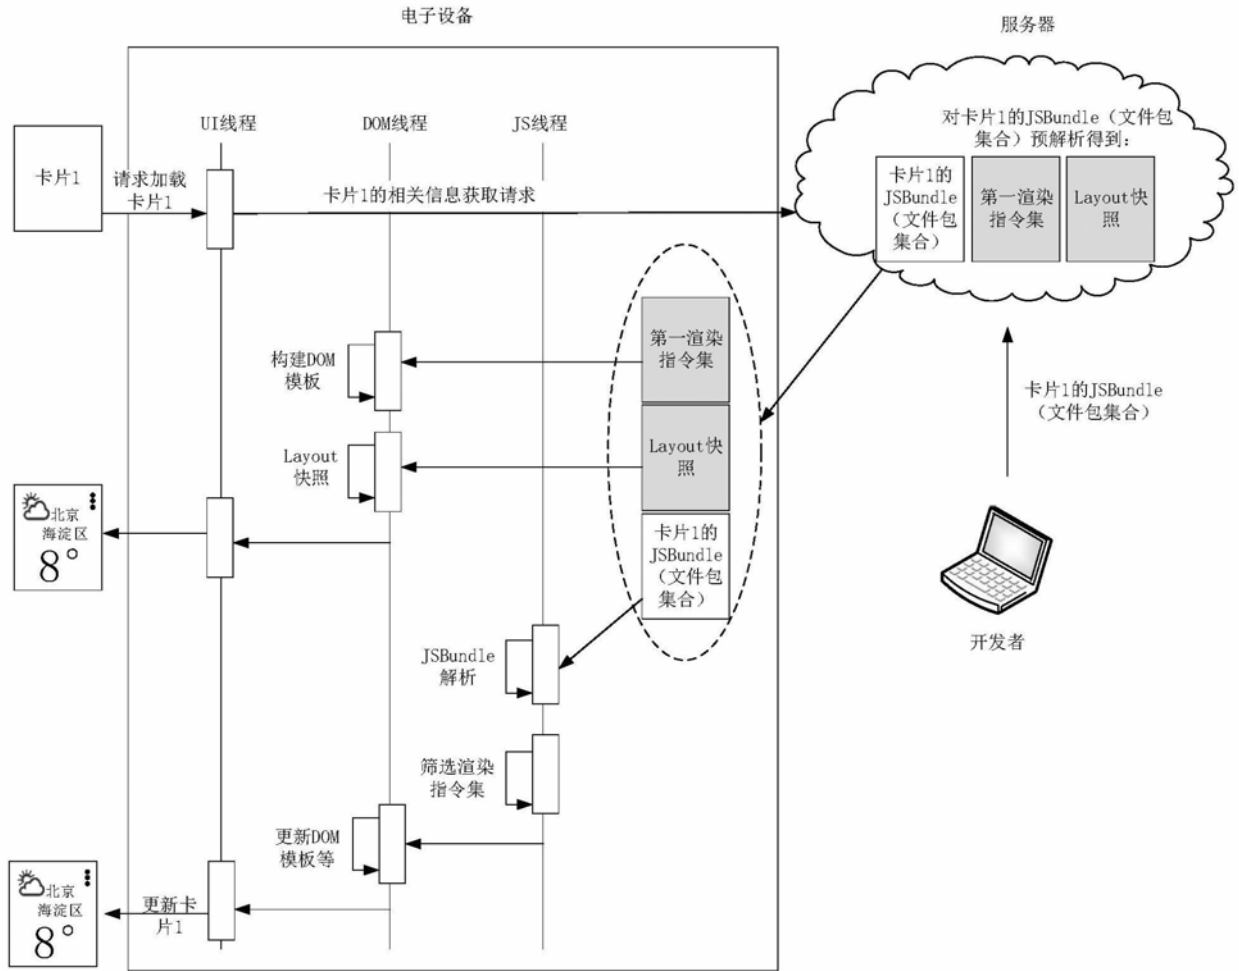 电子设备
服务器
UI线程
DOM线程
JS线程
对卡片1的JSBundle（文件包
集合）预解析得到：
卡片1
请求加载
卡片1
卡片1的相关信息获取请求
卡片1的
JSBundle
（文件包
集合）
第一渲染
指令集
Layout快
照
第一渲染
指令集
构建DOM
模板
卡片1的JSBundle
（文件包集合）
Layout
快照
Layout快
照
北京
海淀区
8°
卡片1的
JSBundle
（文件包
集合）
开发者
JSBundle
解析
筛选渲染
指令集
更新DOM
模板等
北京
海淀区
8°
更新卡
片1